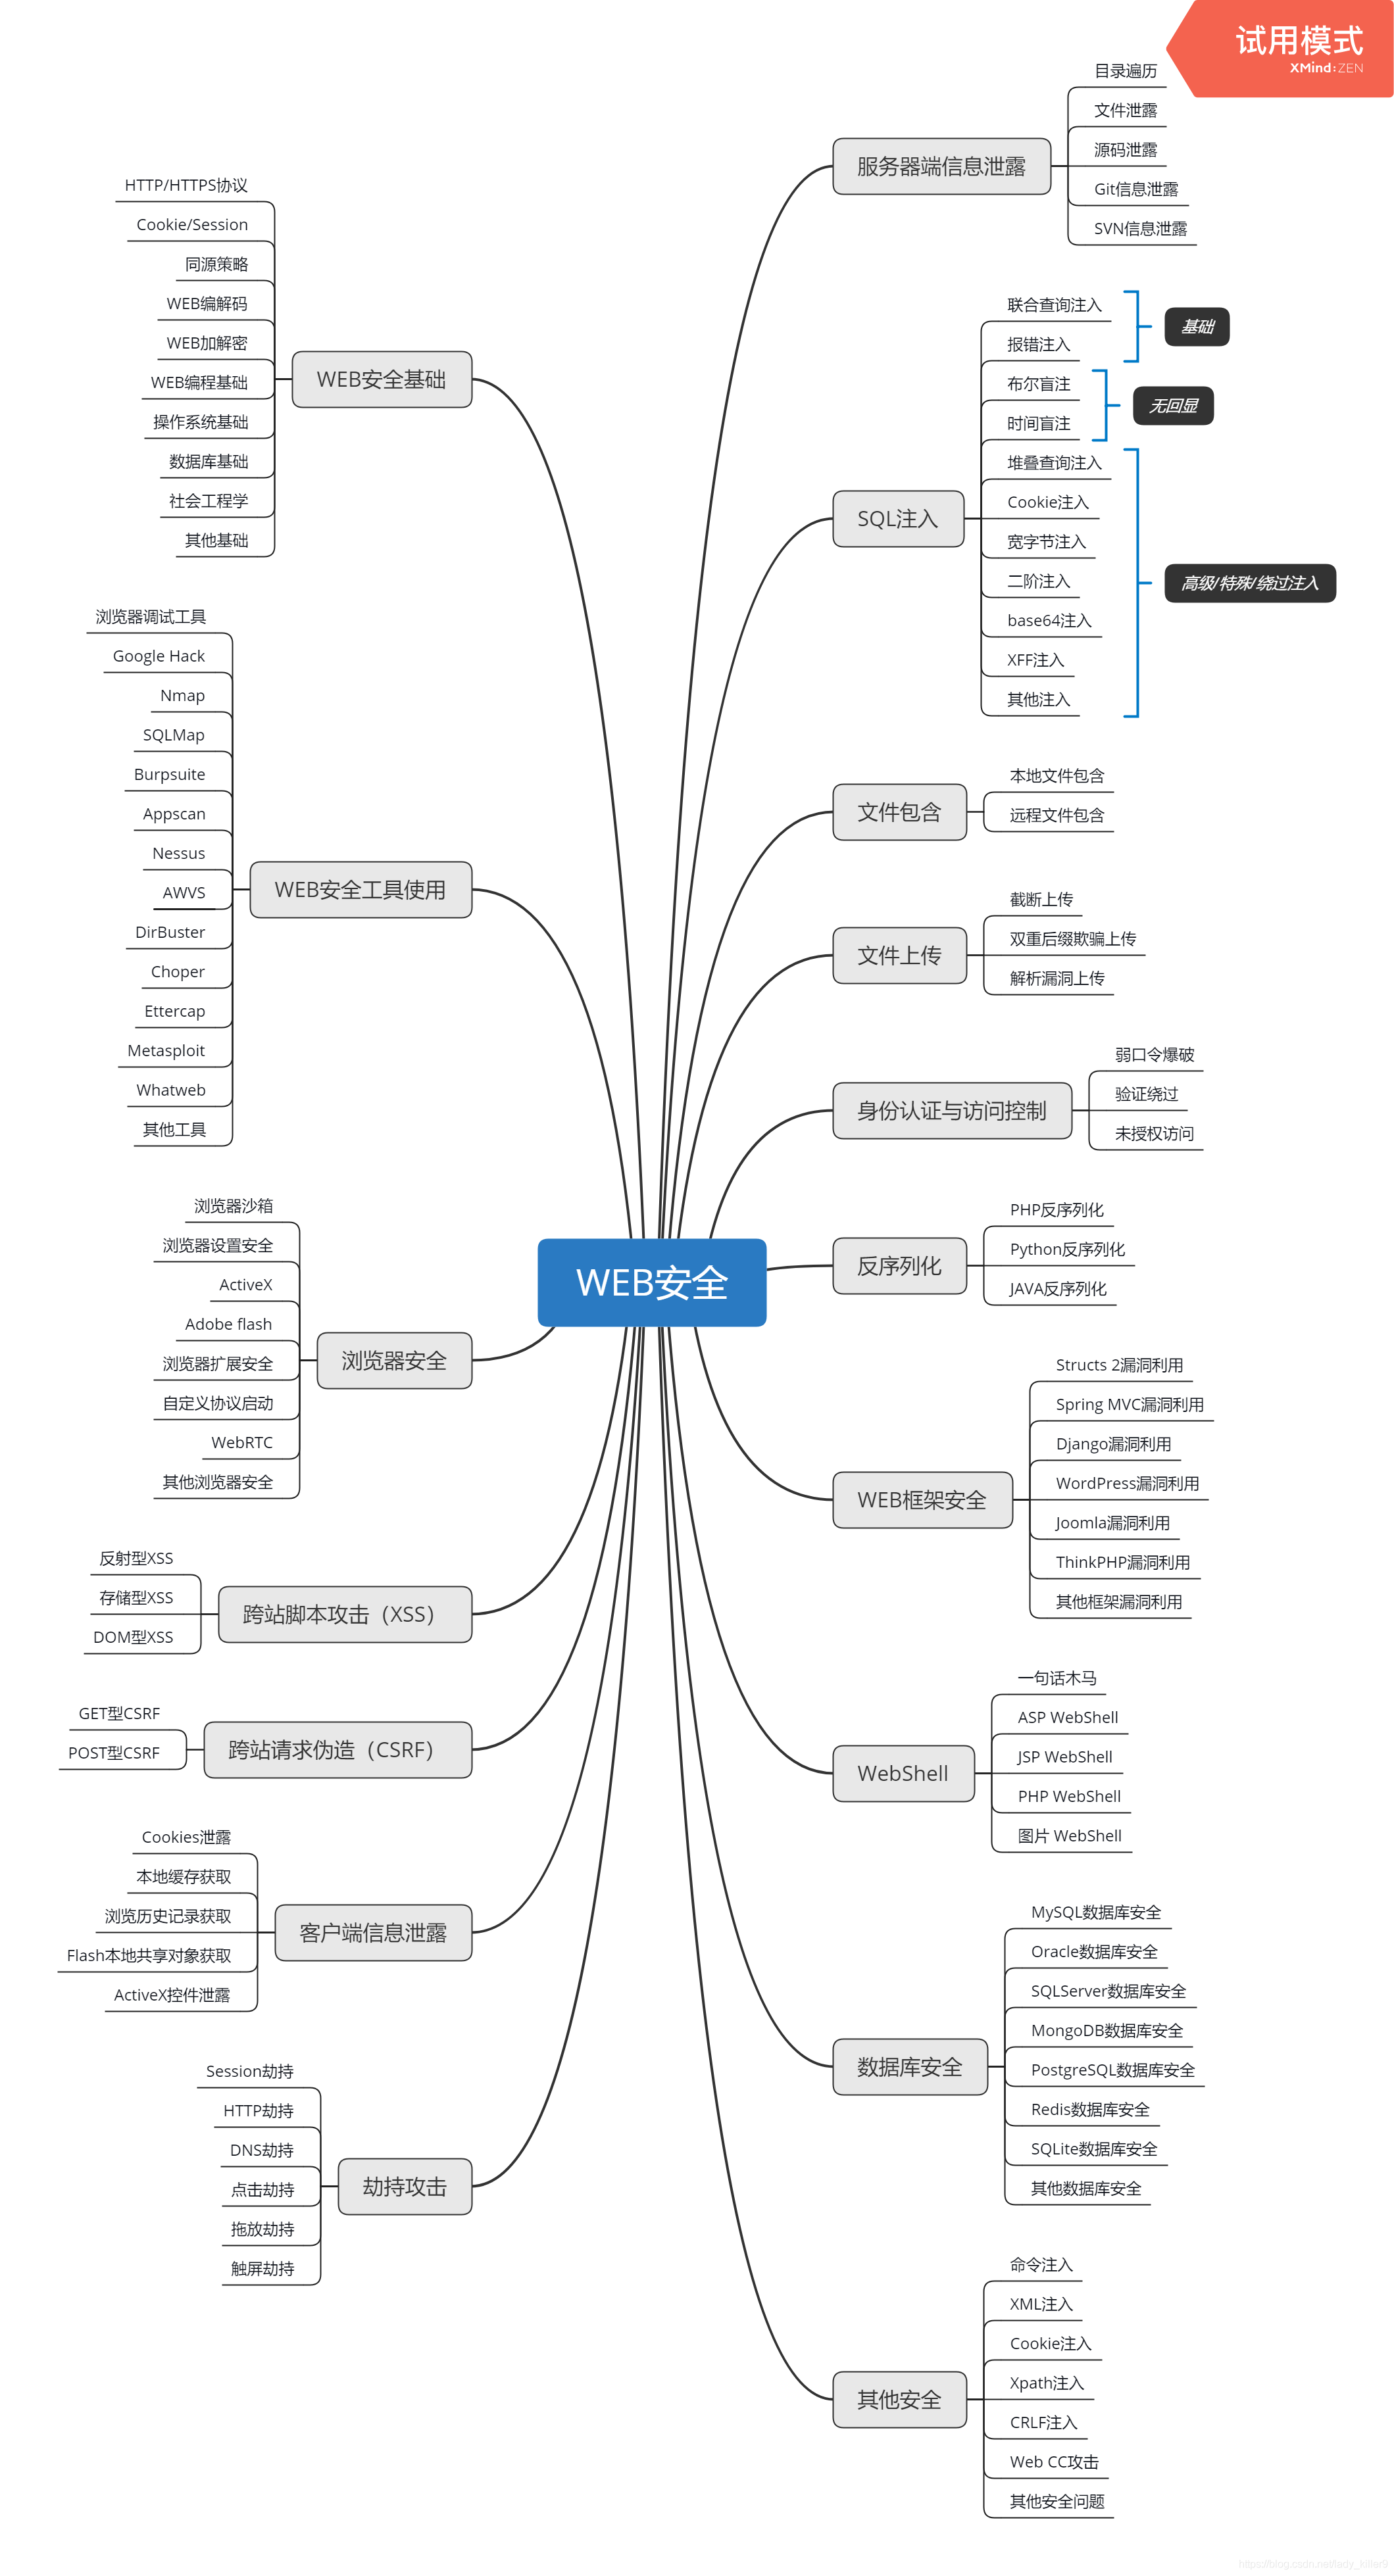 试用模式
XMind:ZEN
WEB安全
WEB安全基础
HTTP/HTTPS协议
Cookie/Session
同源策略
WEB编解码
WEB加解密
WEB编程基础
操作系统基础
数据库基础
社会工程学
其他基础
WEB安全工具使用
浏览器调试工具
Google Hack
Nmap
SQLMap
Burpsuite
Appscan
Nessus
AWVS
DirBuster
Choper
Ettercap
Metasploit
Whatweb
其他工具
浏览器安全
浏览器沙箱
浏览器设置安全
ActiveX
Adobe flash
浏览器扩展安全
自定义协议启动
WebRTC
其他浏览器安全
跨站脚本攻击（XSS）
反射型XSS
存储型XSS
DOM型XSS
跨站请求伪造（CSRF）
GET型CSRF
POST型CSRF
客户端信息泄露
Cookies泄露
本地缓存获取
浏览历史记录获取
Flash本地共享对象获取
ActiveX控件泄露
劫持攻击
Session劫持
HTTP劫持
DNS劫持
点击劫持
拖放劫持
触屏劫持
服务器端信息泄露
目录遍历
文件泄露
源码泄露
Git信息泄露
SVN信息泄露
SQL注入
联合查询注入
报错注入
基础
布尔盲注
时间盲注
无回显
堆叠查询注入
Cookie注入
宽字节注入
二阶注入
base64注入
XFF注入
其他注入
高级/特殊/绕过注入
文件包含
本地文件包含
远程文件包含
文件上传
截断上传
双重后缀欺骗上传
解析漏洞上传
身份认证与访问控制
弱口令爆破
验证绕过
未授权访问
反序列化
PHP反序列化
Python反序列化
JAVA反序列化
WEB框架安全
Structs 2漏洞利用
Spring MVC漏洞利用
Django漏洞利用
WordPress漏洞利用
Joomla漏洞利用
ThinkPHP漏洞利用
其他框架漏洞利用
WebShell
一句话木马
ASP WebShell
JSP WebShell
PHP WebShell
图片 WebShell
数据库安全
MySQL数据库安全
Oracle数据库安全
SQLServer数据库安全
MongoDB数据库安全
PostgreSQL数据库安全
Redis数据库安全
SQLite数据库安全
其他数据库安全
其他安全
命令注入
XML注入
Cookie注入
Xpath注入
CRLF注入
Web CC攻击
其他安全问题
https://blog.csdn.net/lady_killer9